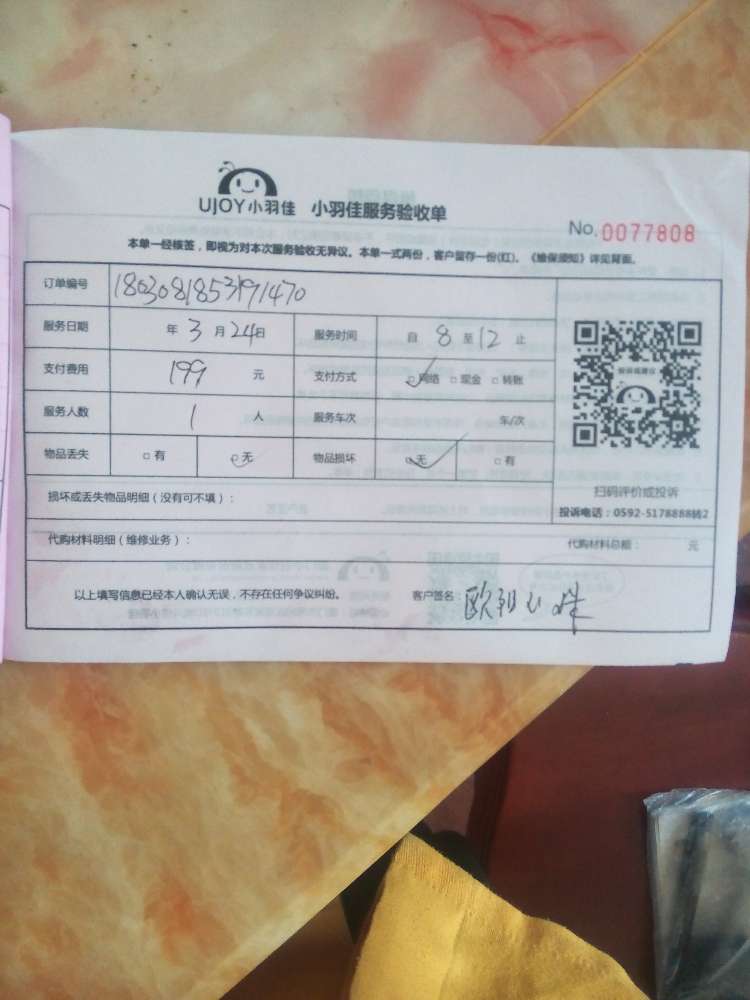 UJOY小羽佳 小羽佳服务验收单
No. 0077808
本单一经核签，即视为对本次服务验收无异议。本单一式两份，客户留存一份(红)。《维保须知》详见背面。
订单编号 1803081853191470
服务日期 年 3 月 24 日 服务时间 自 8 至 12 止
支付费用 199 元 支付方式 ☑网络 □现金 □转账
服务人数 1 人 服务车次 车/次
物品丢失 □有 ☑无 物品损坏 ☑无 □有
扫码评价或投诉
投诉电话：0592-5178888转2
损坏或丢失物品明细（没有可不填）：
代购材料明细（维修业务）： 代购材料总额： 元
以上填写信息已经本人确认无误，不存在任何争议纠纷。 客户签名：欧阳